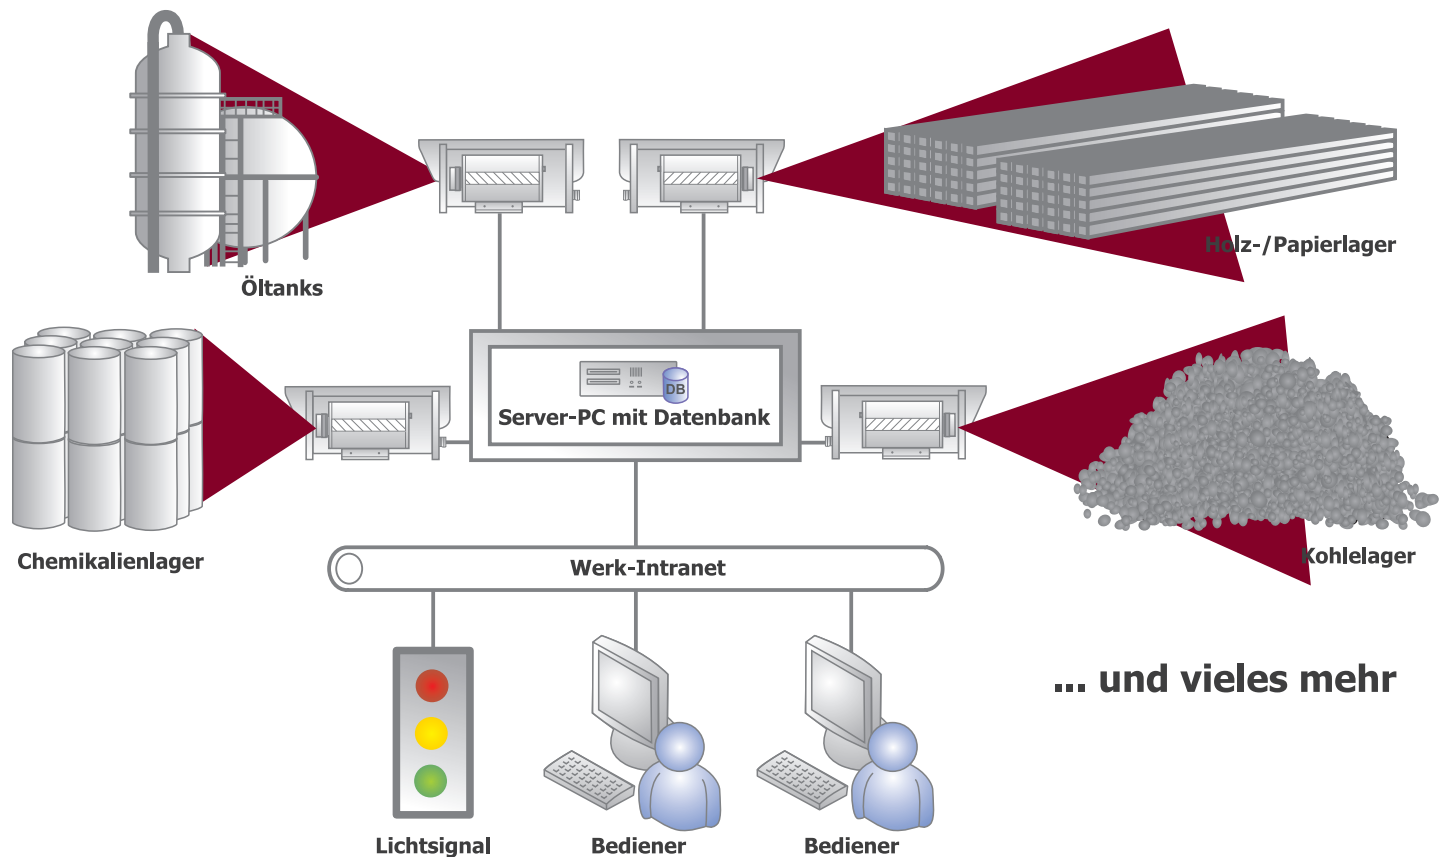 Holz-/Papierlager
Öltanks
DB
Server-PC mit Datenbank
Chemikalienlager
Kohlelager
Werk-Intranet
... und vieles mehr
Lichtsignal
Bediener
Bediener